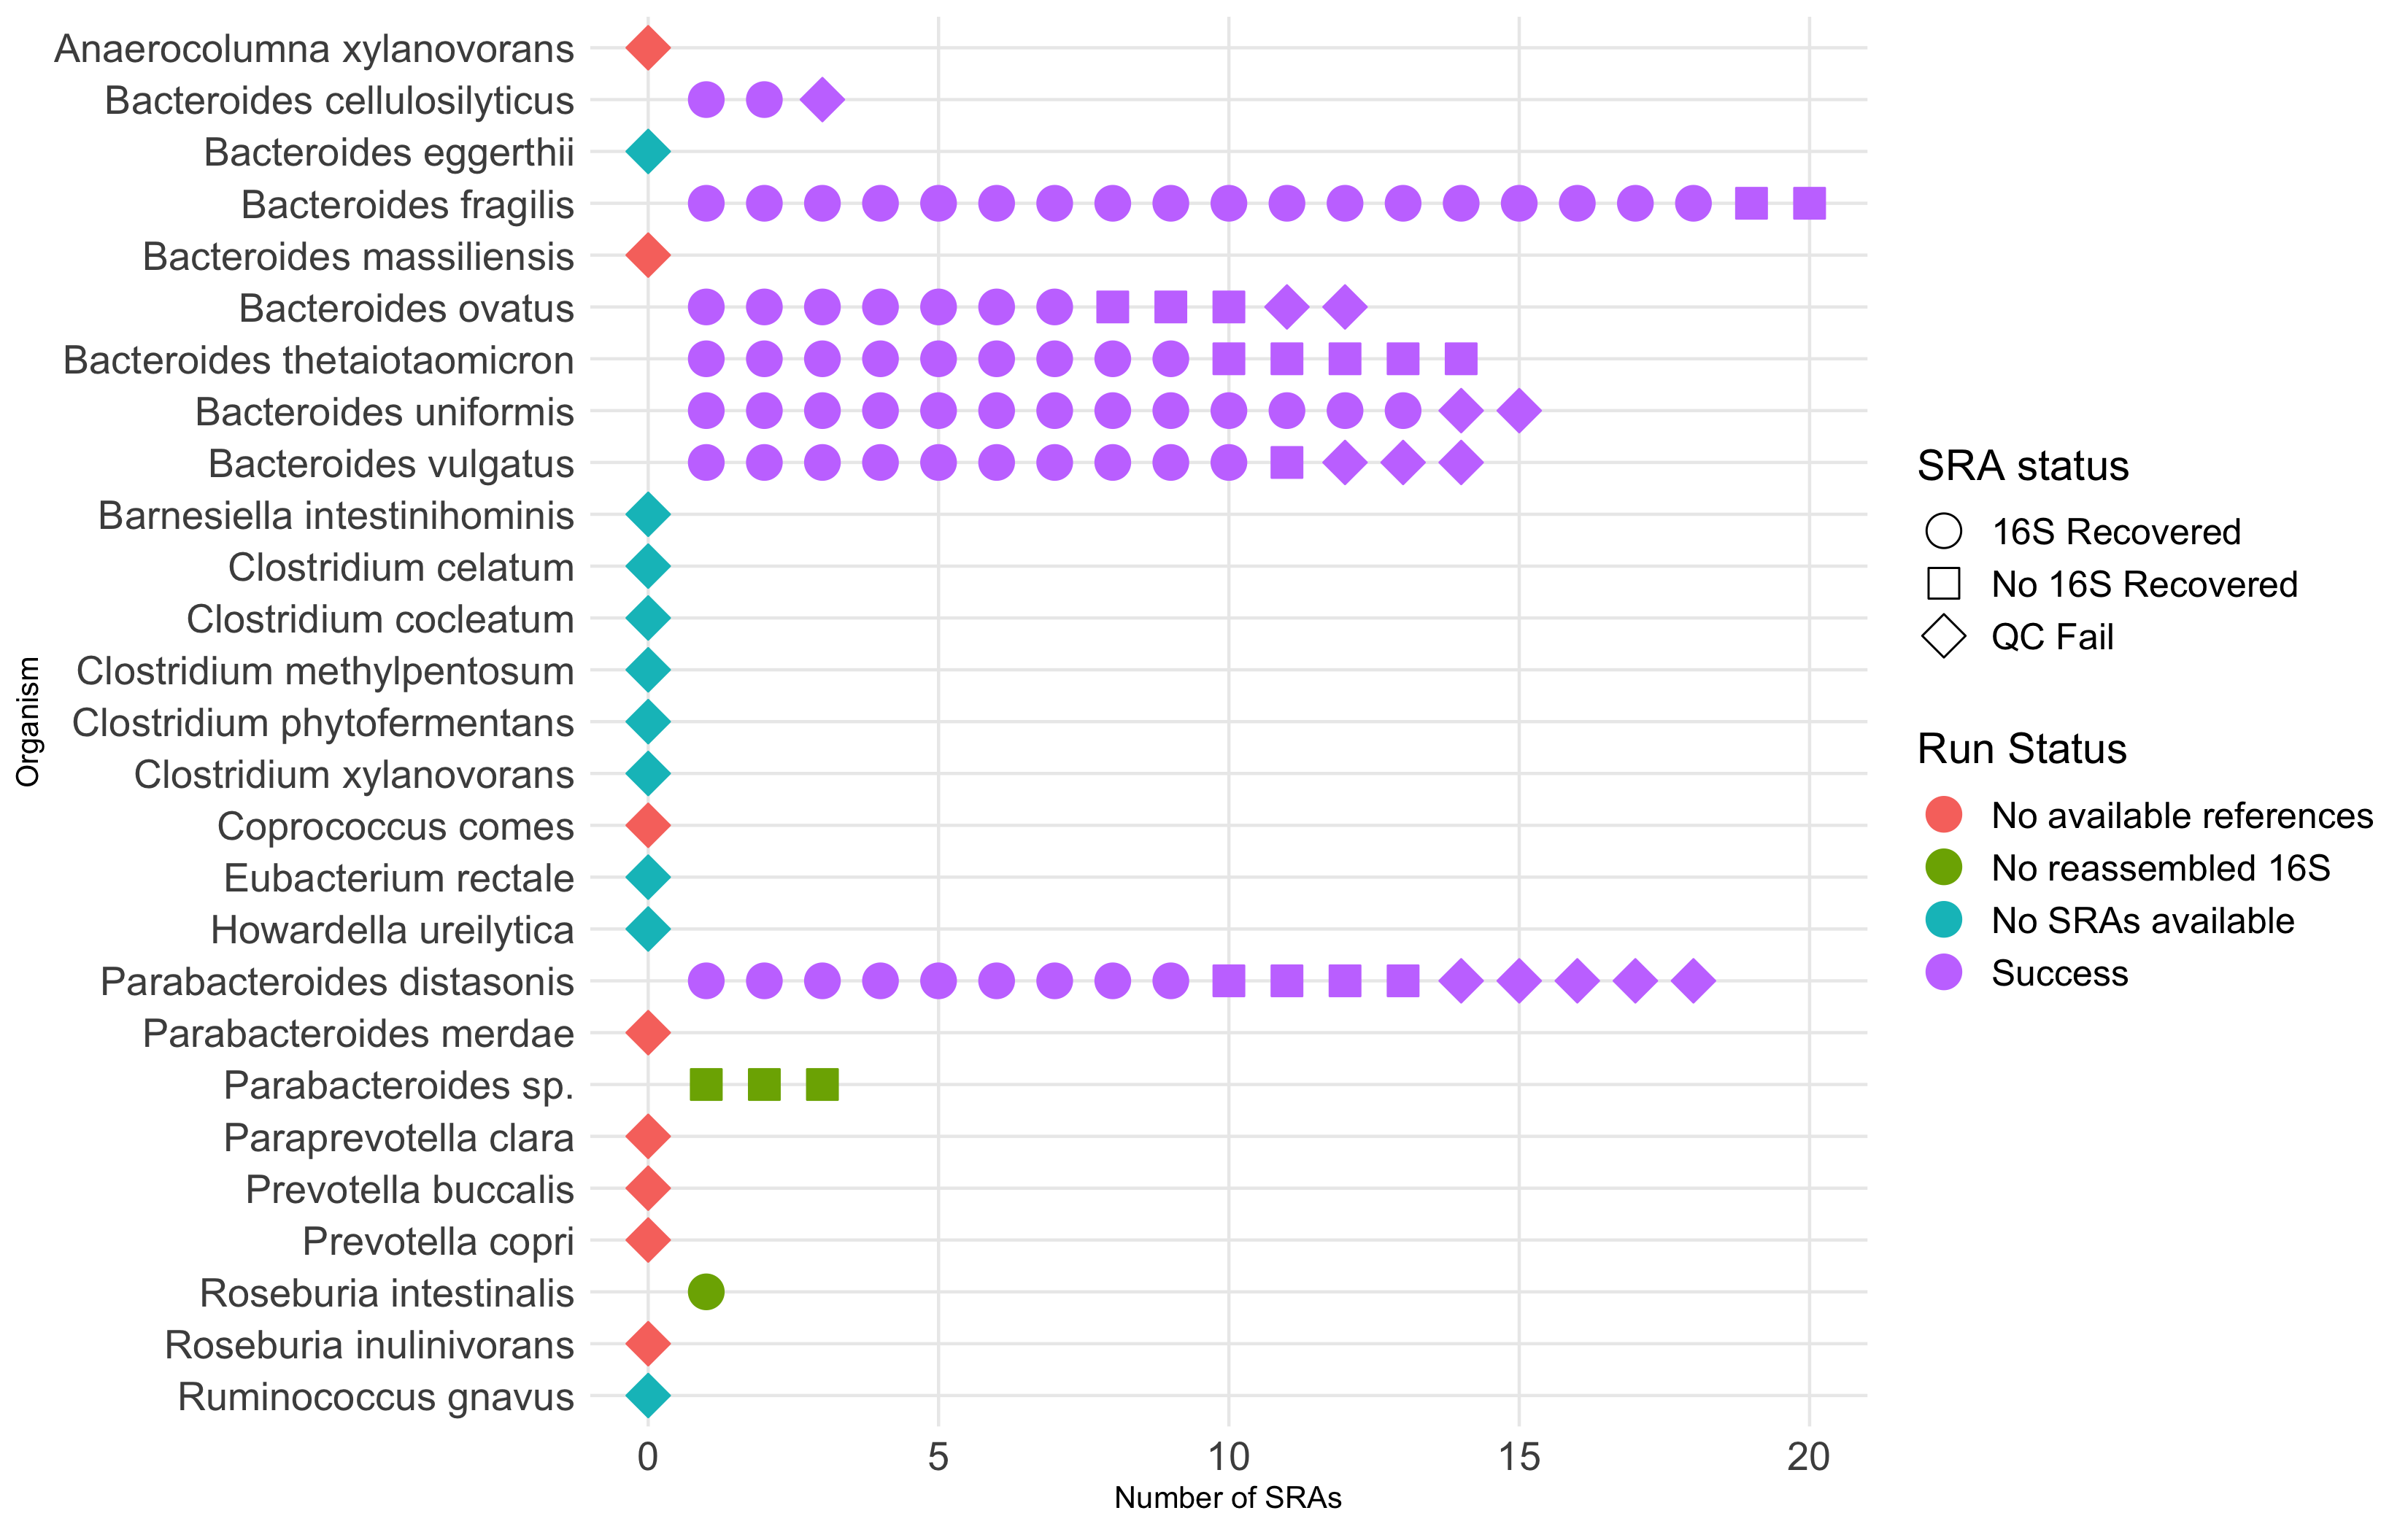 Anaerocolumna xylanovorans
Bacteroides cellulosilyticus
Bacteroides eggerthii
Bacteroides fragilis
Bacteroides massiliensis
Bacteroides ovatus
Bacteroides thetaiotaomicron
Bacteroides uniformis
Bacteroides vulgatus
Barnesiella intestinihominis
Clostridium celatum
Clostridium cocleatum
Clostridium methylpentosum
Clostridium phytofermentans
Clostridium xylanovorans
Coprococcus comes
Eubacterium rectale
Howardella ureilytica
Parabacteroides distasonis
Parabacteroides merdae
Parabacteroides sp.
Paraprevotella clara
Prevotella buccalis
Prevotella copri
Roseburia intestinalis
Roseburia inulinivorans
Ruminococcus gnavus
Organism
0 5 10 15 20
Number of SRAs
SRA status
16S Recovered
No 16S Recovered
QC Fail
Run Status
No available references
No reassembled 16S
No SRAs available
Success